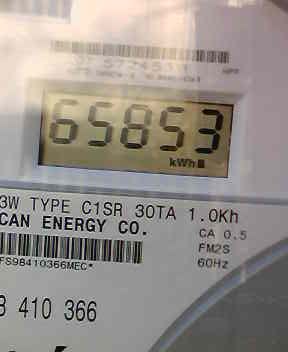 65853
kWh
3W TYPE C1SR 30TA 1.0Kh
CAN ENERGY CO.
CA 0.5
FM2S
60Hz
FS98410366MEC*
8 410 366